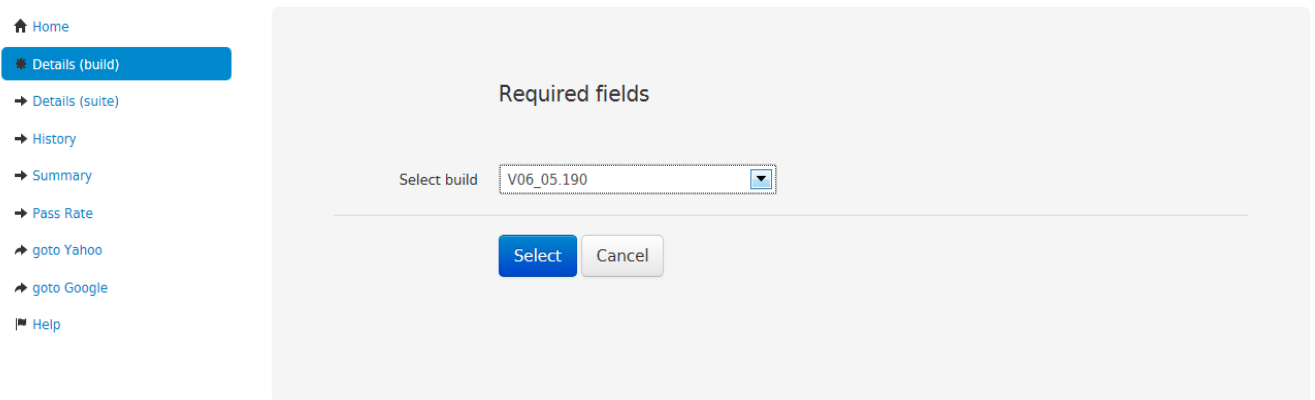 Home
Details (build)
Details (suite)
History
Summary
Pass Rate
goto Yahoo
goto Google
Help
Required fields
Select build V06_05.190
Select Cancel